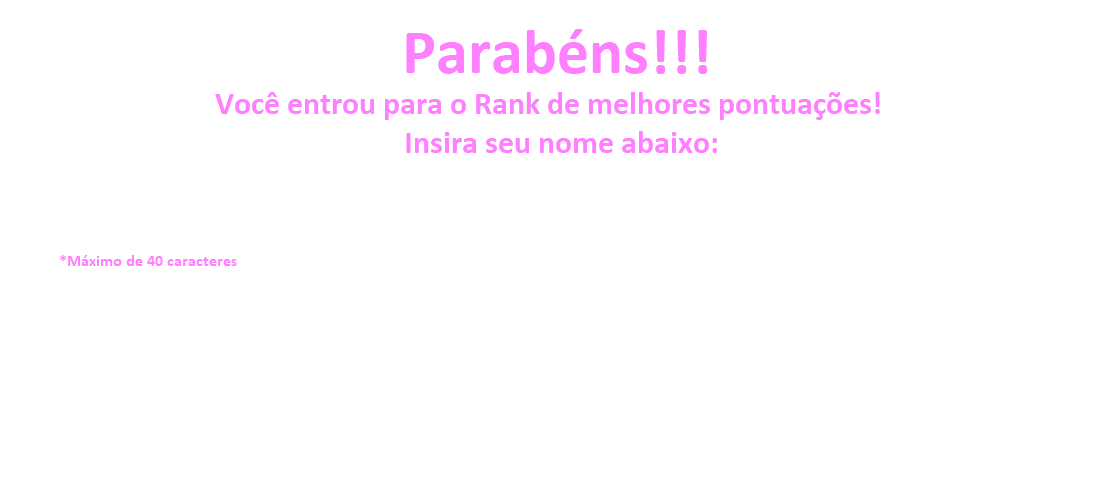 Parabéns!!!
Você entrou para o Rank de melhores pontuações!
Insira seu nome abaixo:
*Máximo de 40 caracteres